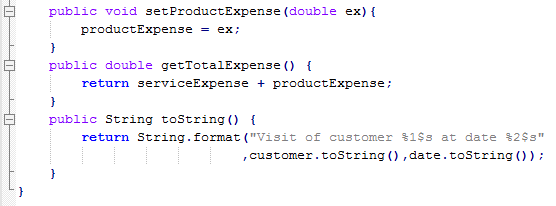 public void setProductExpense(double ex){
productExpense = ex;
}
public double getTotalExpense() {
return serviceExpense + productExpense;
}
public String toString() {
return String.format("Visit of customer %1$s at date %2$s"
,customer.toString(),date.toString());
}
}